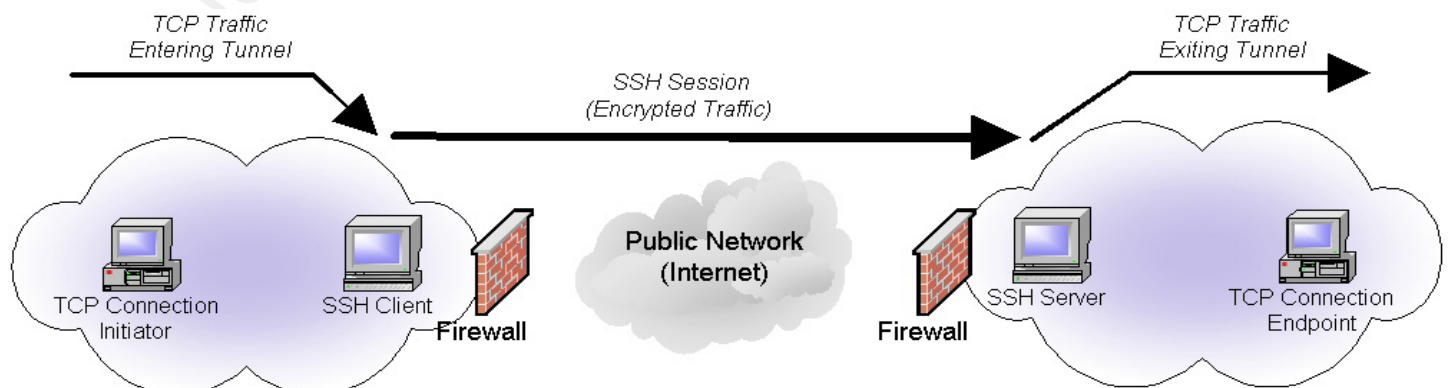 TCP Traffic
Entering Tunnel
TCP Traffic
Exiting Tunnel
SSH Session
(Encrypted Traffic)
Public Network
(Internet)
TCP Connection
Initiator
SSH Client
Firewall
Firewall
SSH Server
TCP Connection
Endpoint